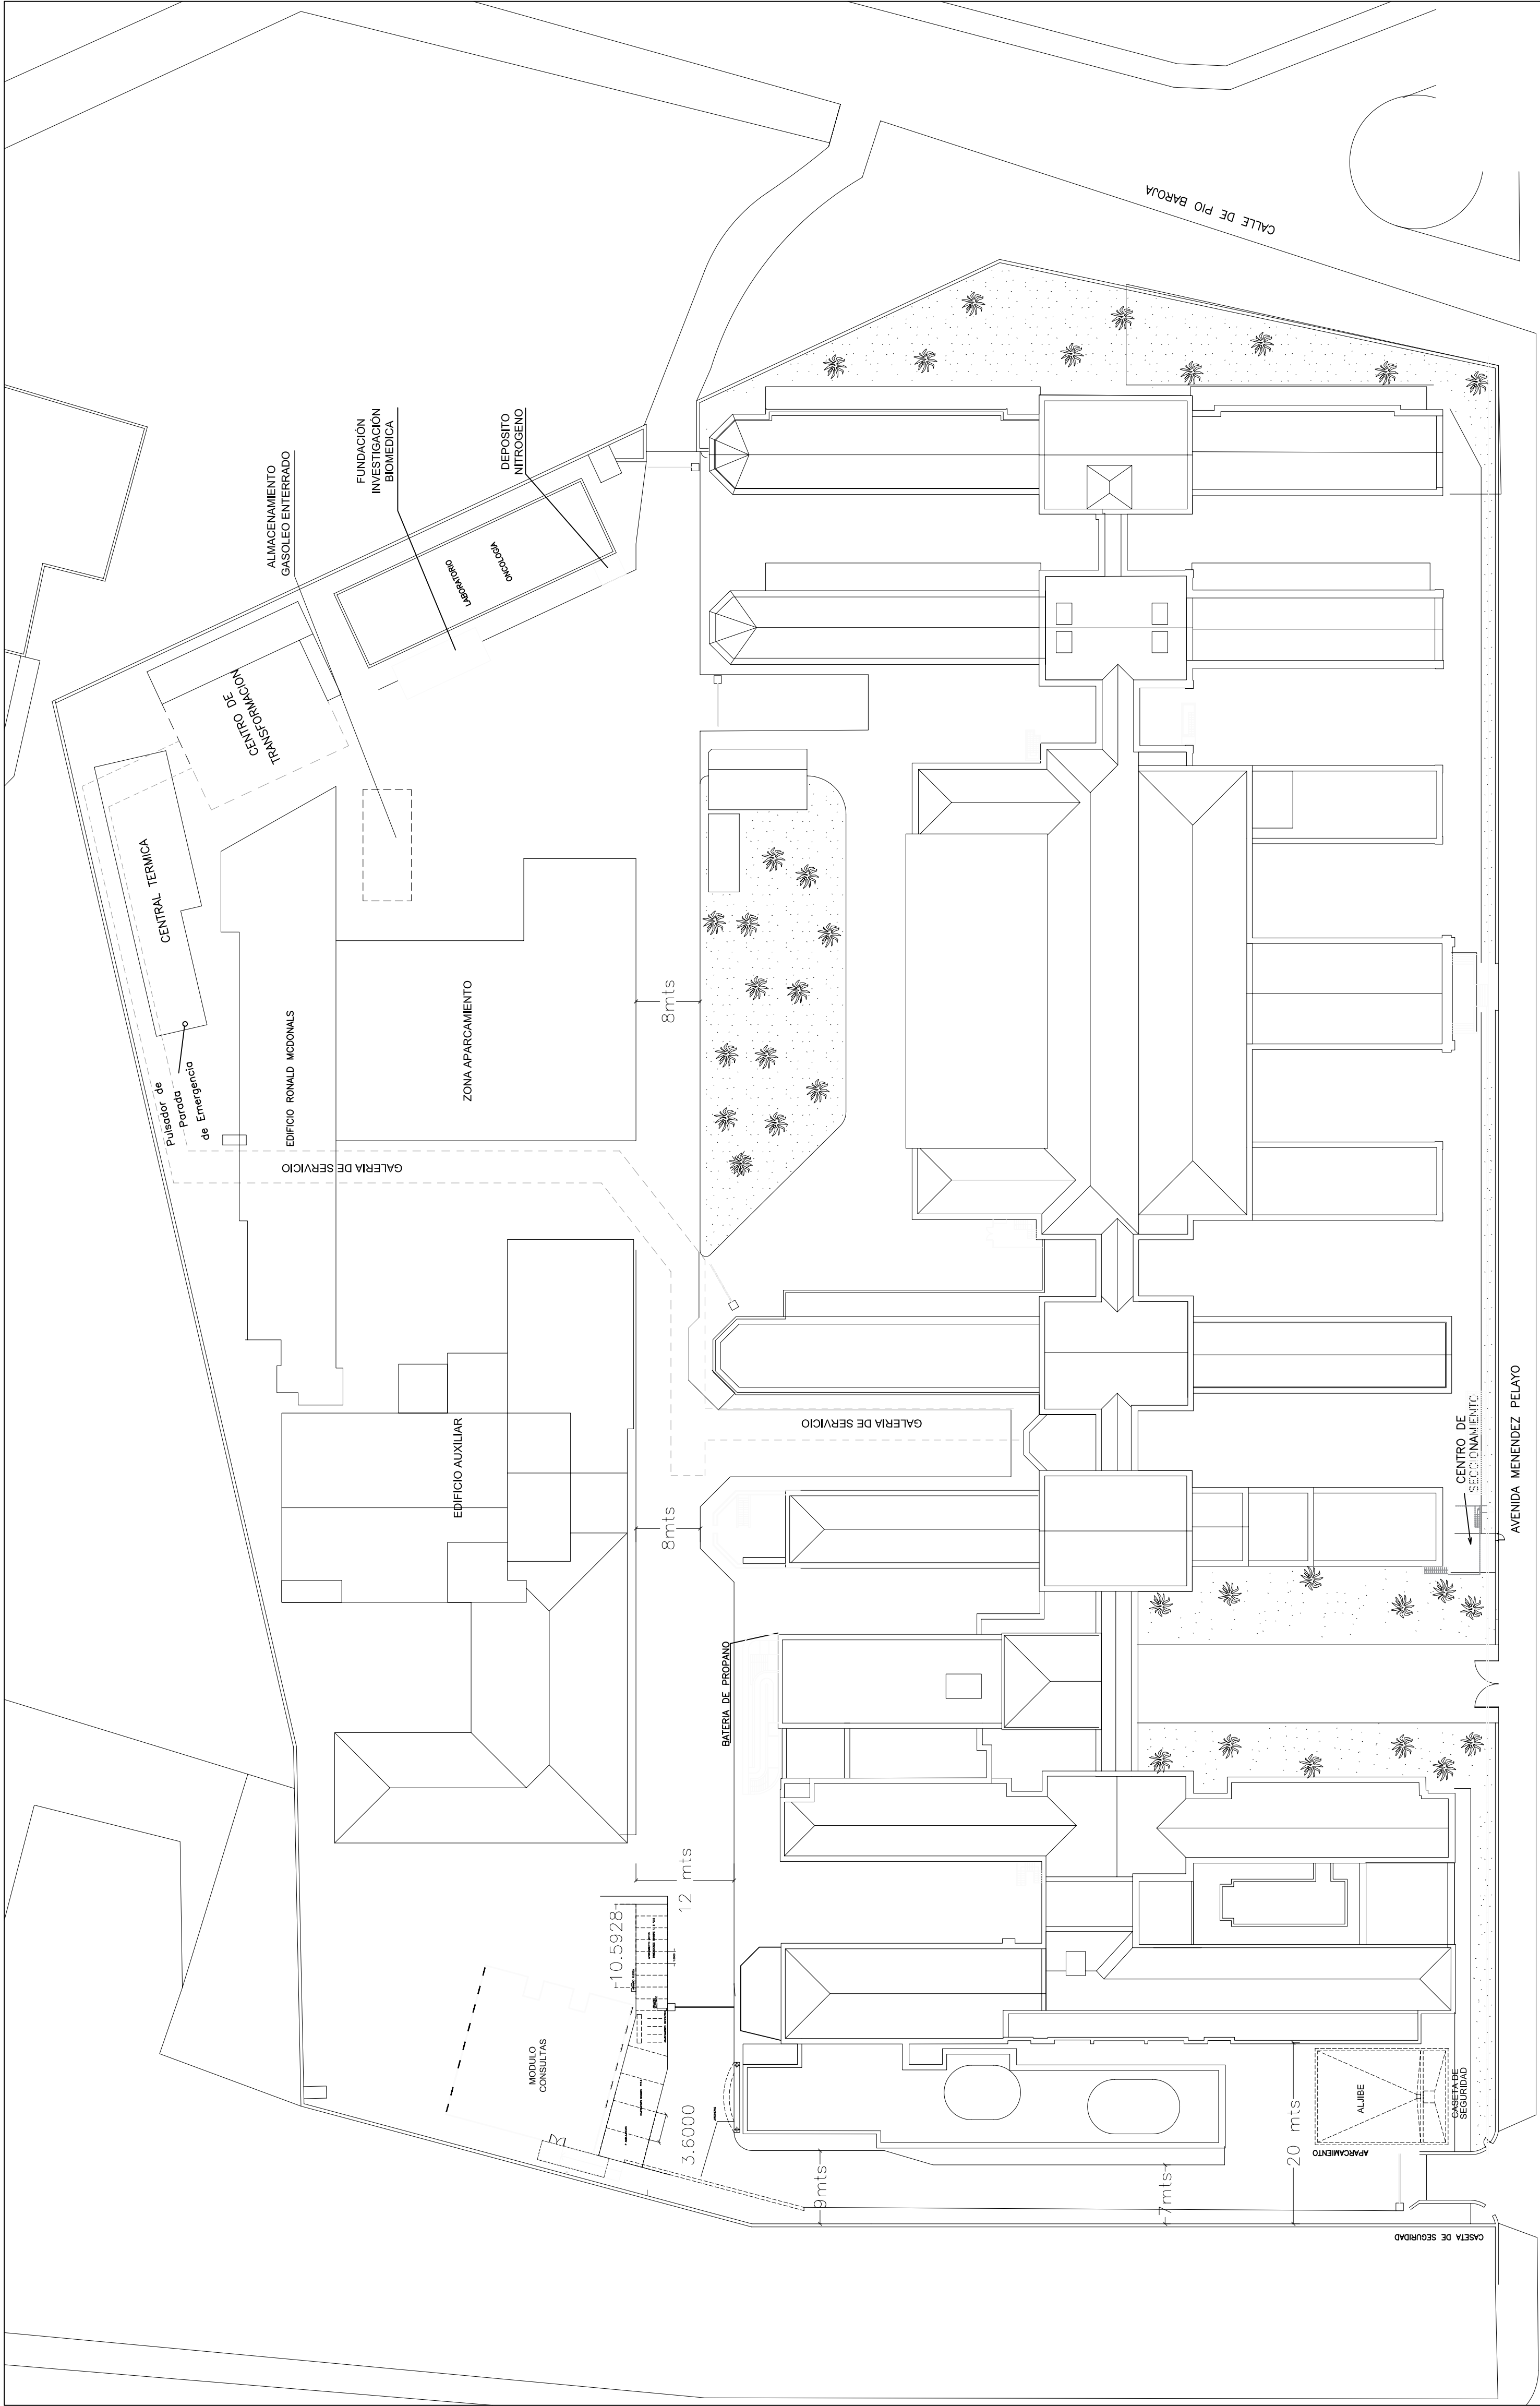 CALLE DE PIO BAROJA
ALMACENAMIENTO
GASOLEO ENTERRADO
FUNDACIÓN
INVESTIGACIÓN
BIOMEDICA
DEPOSITO
NITROGENO
LABORATORIO
ONCOLOGÍA
CENTRO DE
TRANSFORMACION
CENTRAL TERMICA
Pulsador de
Parada
de Emergencia
EDIFICIO RONALD MCDONALS
ZONA APARCAMIENTO
8mts
GALERIA DE SERVICIO
EDIFICIO AUXILIAR
GALERIA DE SERVICIO
8mts
CENTRO DE
SECCIONAMIENTO
AVENIDA MENENDEZ PELAYO
BATERIA DE PROPANO
12 mts
10.5928
MODULO
CONSULTAS
3.6000
9mts
7mts
20 mts
ALJIBE
CASETA DE
SEGURIDAD
APARCAMIENTO
CASETA DE SEGURIDAD